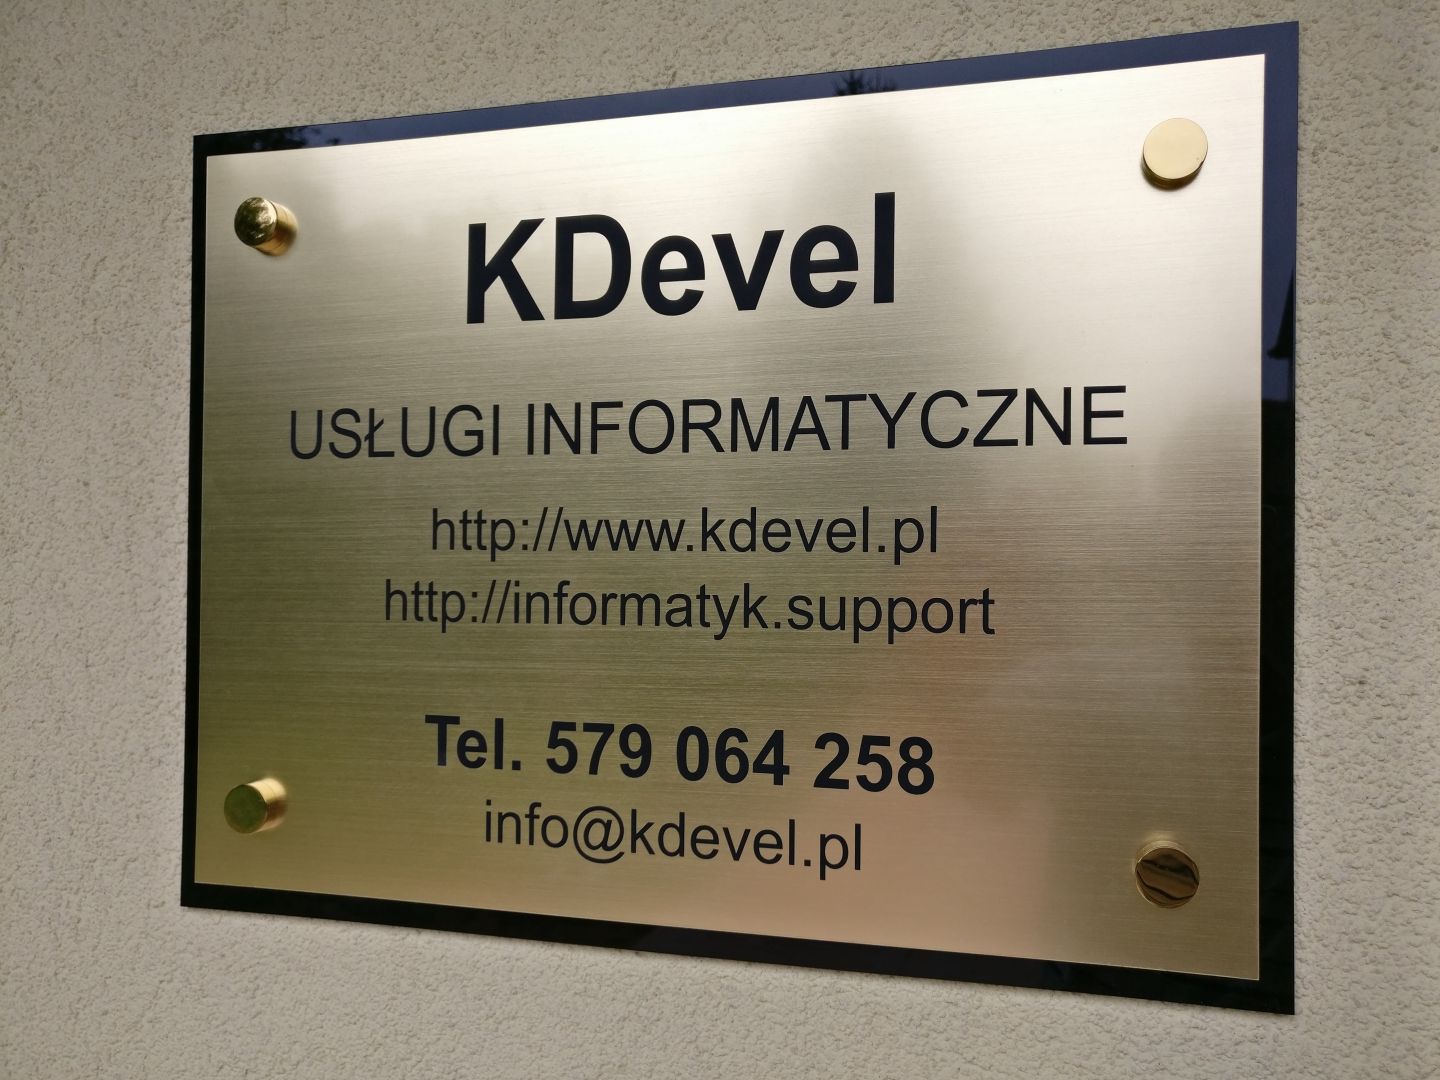 KDevel
USŁUGI INFORMATYCZNE
http://www.kdevel.pl
http://informatyk.support
Tel. 579 064 258
info@kdevel.pl